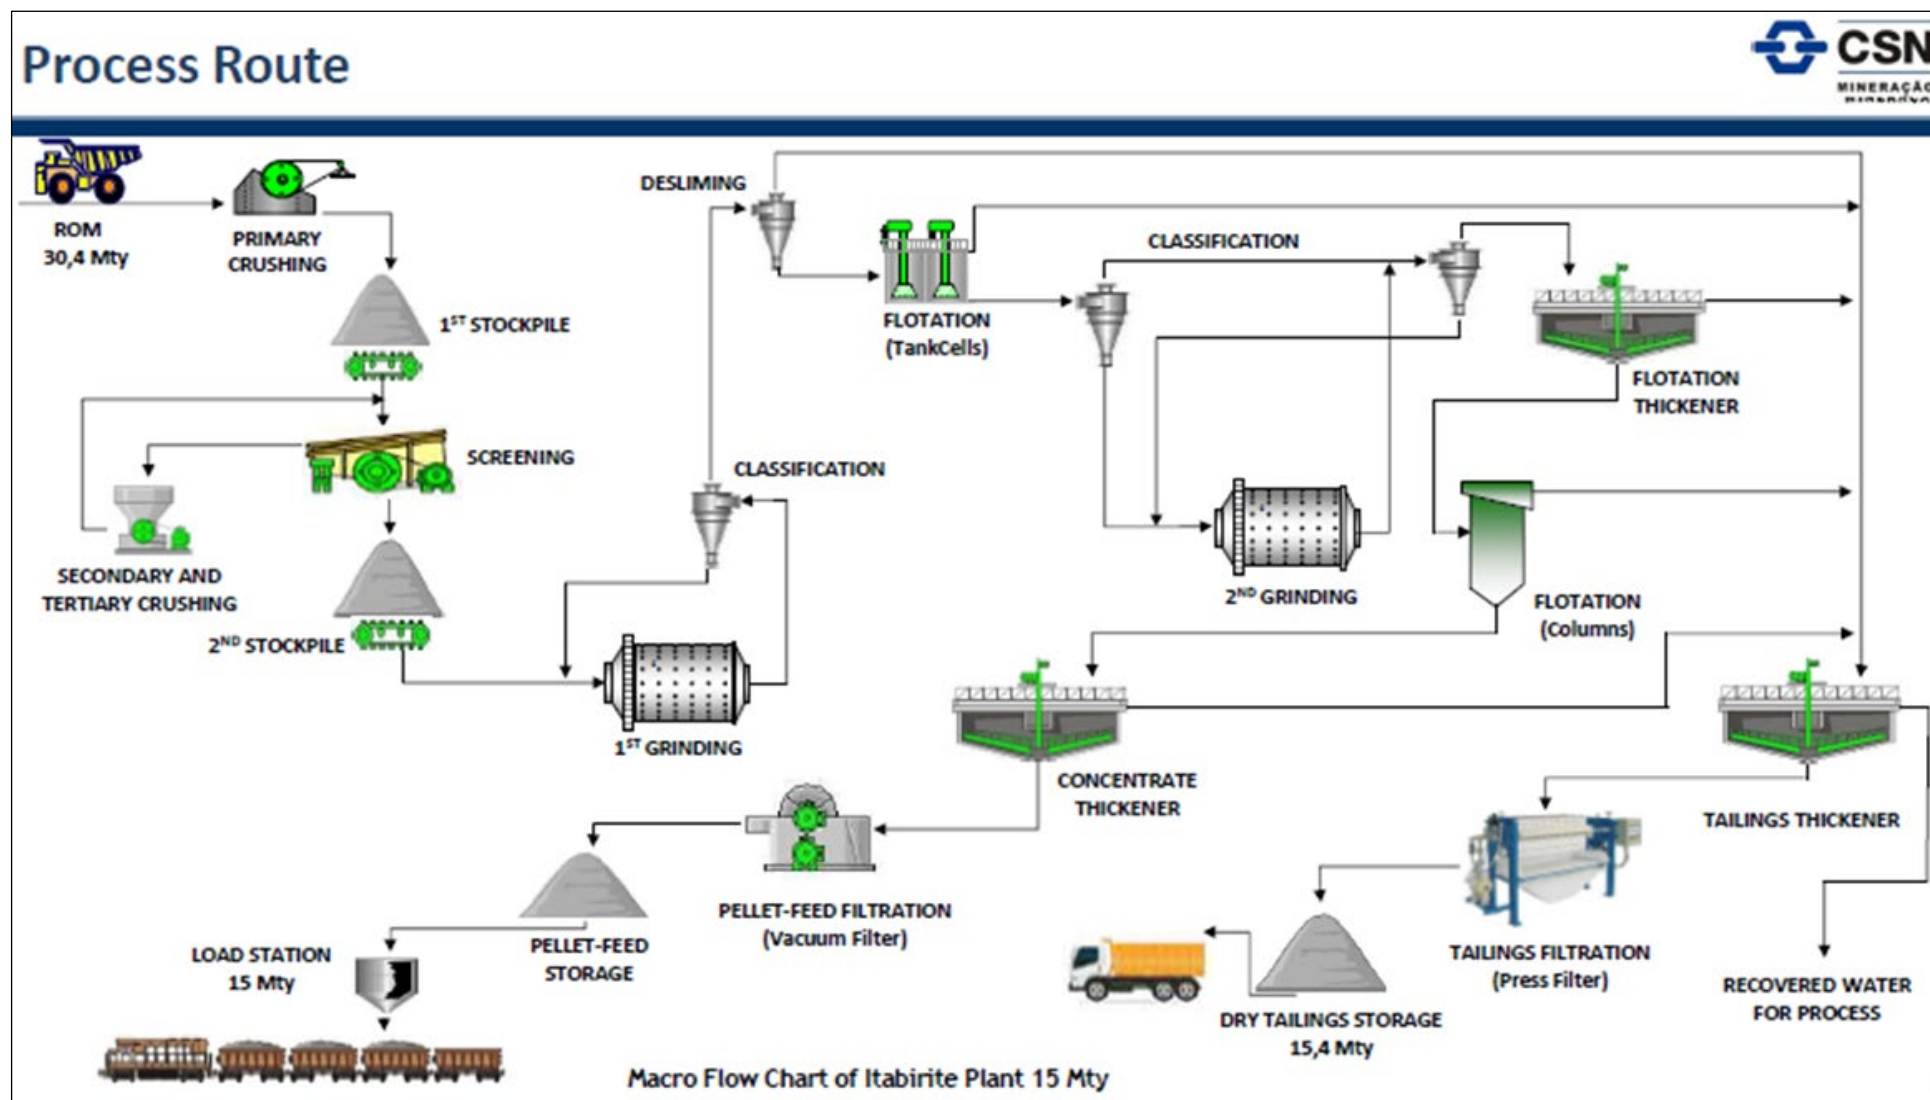 Process Route
CSN
MINERAÇÃO
ROM
30,4 Mty
PRIMARY
CRUSHING
1ST STOCKPILE
SCREENING
SECONDARY AND
TERTIARY CRUSHING
2ND STOCKPILE
1ST GRINDING
CLASSIFICATION
DESLIMING
FLOTATION
(TankCells)
CLASSIFICATION
2ND GRINDING
FLOTATION
THICKENER
FLOTATION
(Columns)
CONCENTRATE
THICKENER
TAILINGS THICKENER
PELLET-FEED FILTRATION
(Vacuum Filter)
PELLET-FEED
STORAGE
LOAD STATION
15 Mty
TAILINGS FILTRATION
(Press Filter)
DRY TAILINGS STORAGE
15,4 Mty
RECOVERED WATER
FOR PROCESS
Macro Flow Chart of Itabirite Plant 15 Mty